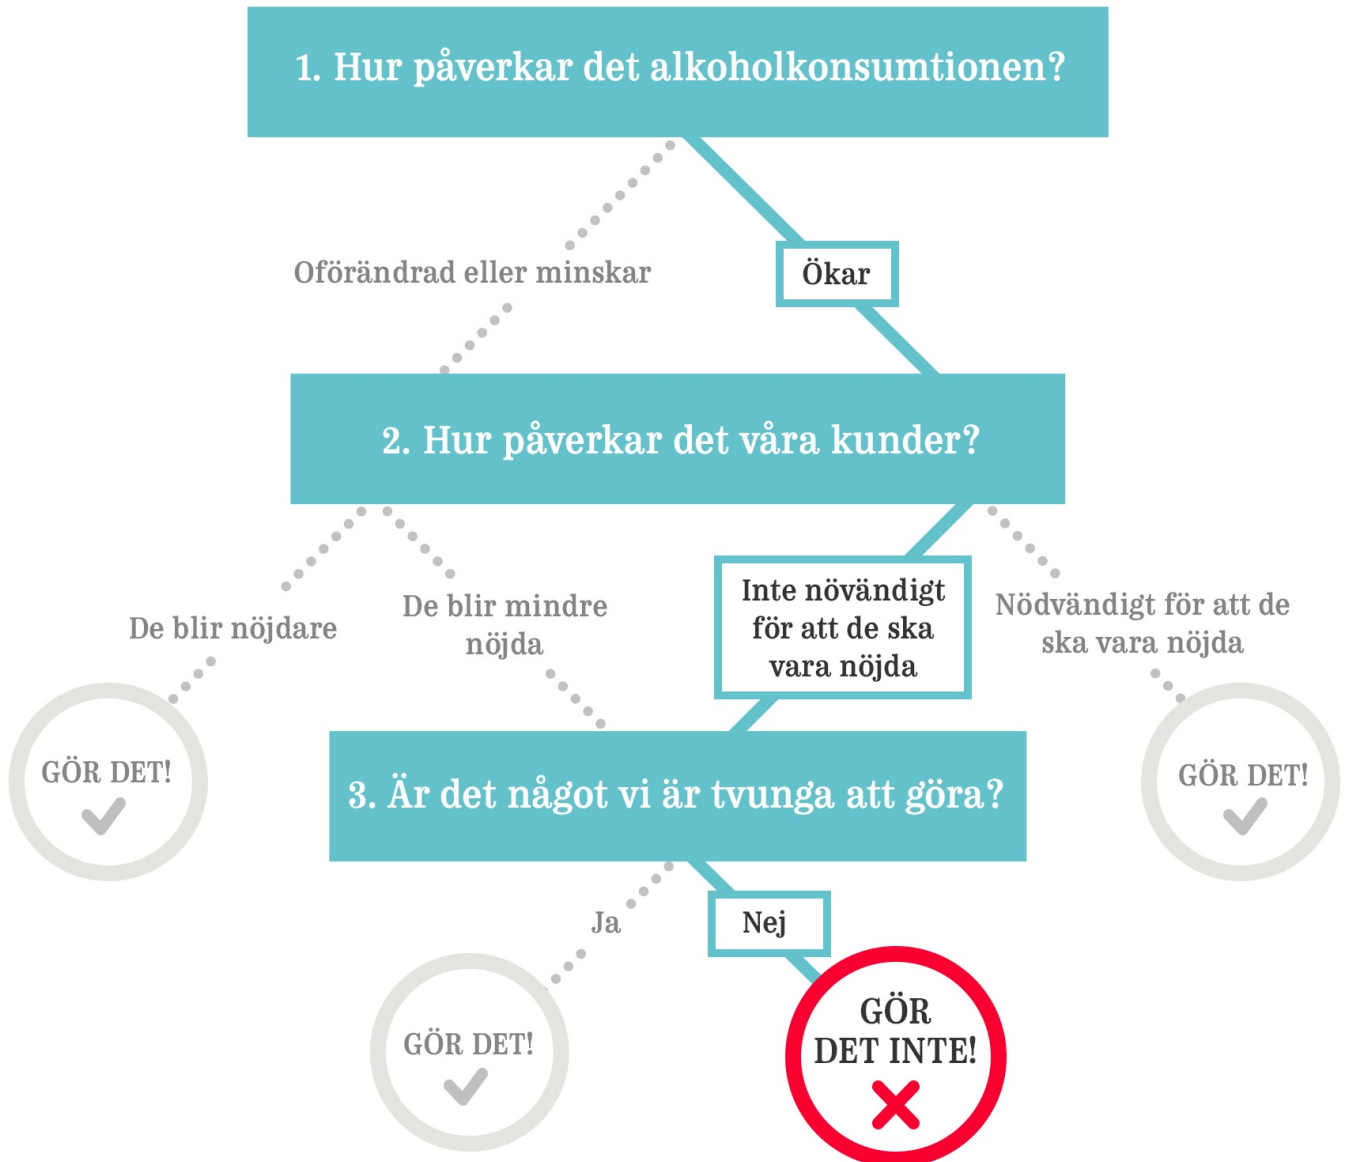 1. Hur påverkar det alkoholkonsumtionen?
Oförändrad eller minskar
Ökar
2. Hur påverkar det våra kunder?
De blir nöjdare
De blir mindre
nöjda
Inte növändigt
för att de ska
vara nöjda
Nödvändigt för att de
ska vara nöjda
GÖR DET!
3. Är det något vi är tvunga att göra?
GÖR DET!
Ja
Nej
GÖR DET!
GÖR
DET INTE!